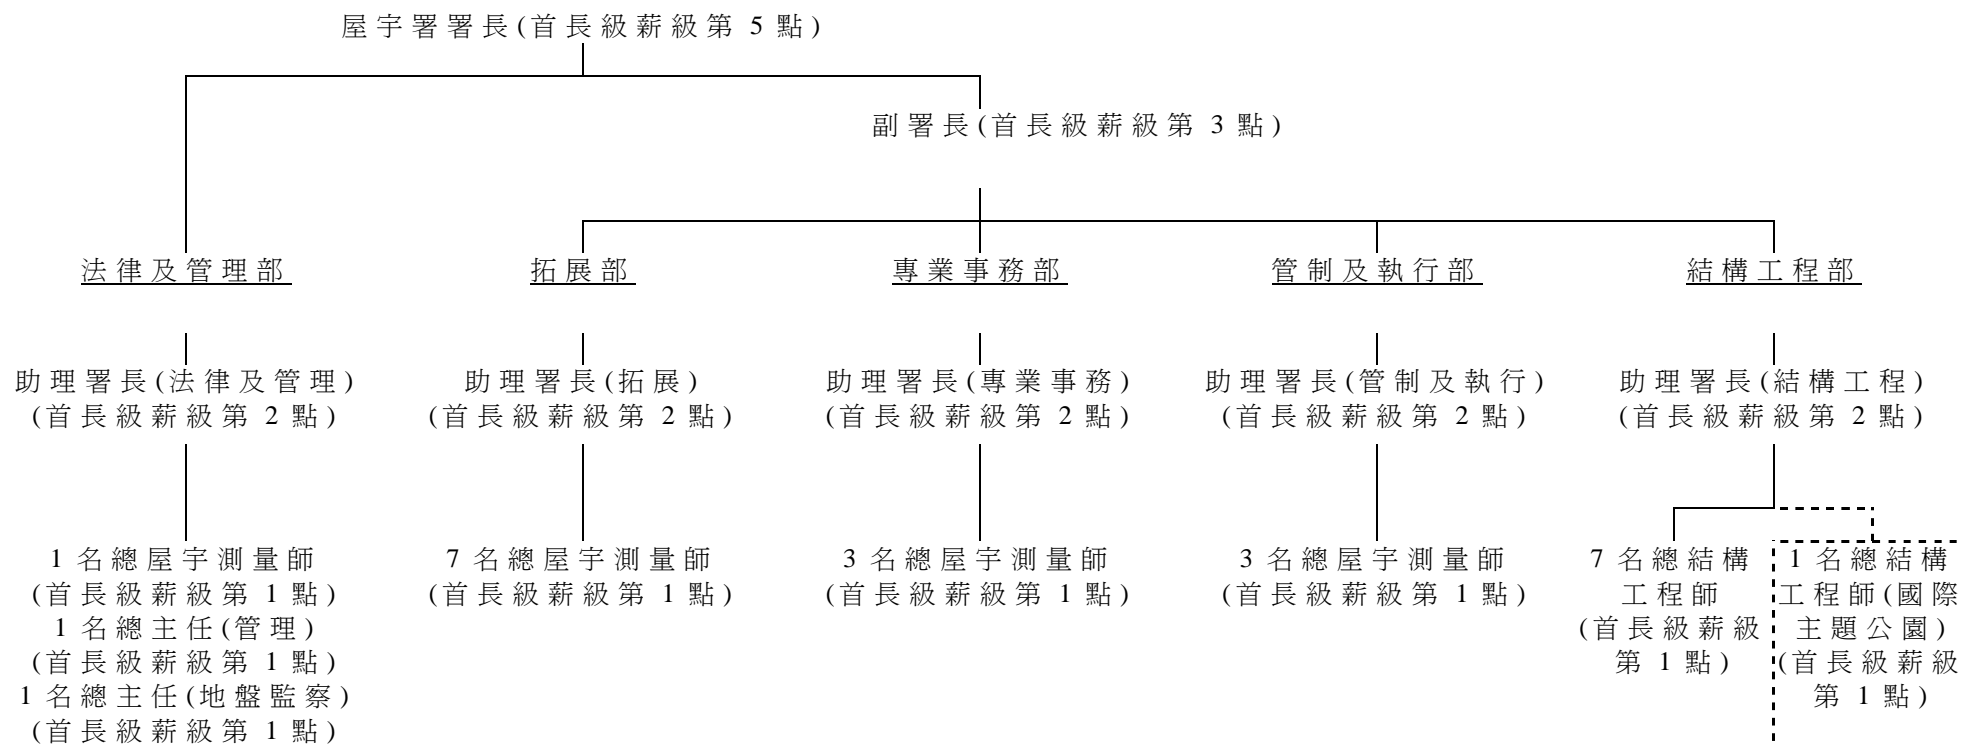 屋宇署署長(首長級薪級第 5 點)
副署長(首長級薪級第 3 點)
法律及管理部
拓展部
專業事務部
管制及執行部
結構工程部
助理署長(法律及管理)
(首長級薪級第 2 點)
助理署長(拓展)
(首長級薪級第 2 點)
助理署長(專業事務)
(首長級薪級第 2 點)
助理署長(管制及執行)
(首長級薪級第 2 點)
助理署長(結構工程)
(首長級薪級第 2 點)
1 名總屋宇測量師
(首長級薪級第 1 點)
1 名總主任(管理)
(首長級薪級第 1 點)
1 名總主任(地盤監察)
(首長級薪級第 1 點)
7 名總屋宇測量師
(首長級薪級第 1 點)
3 名總屋宇測量師
(首長級薪級第 1 點)
3 名總屋宇測量師
(首長級薪級第 1 點)
7 名總結構
工程師
(首長級薪級
第 1 點)
1 名總結構
工程師(國際
主題公園)
(首長級薪級
第 1 點)